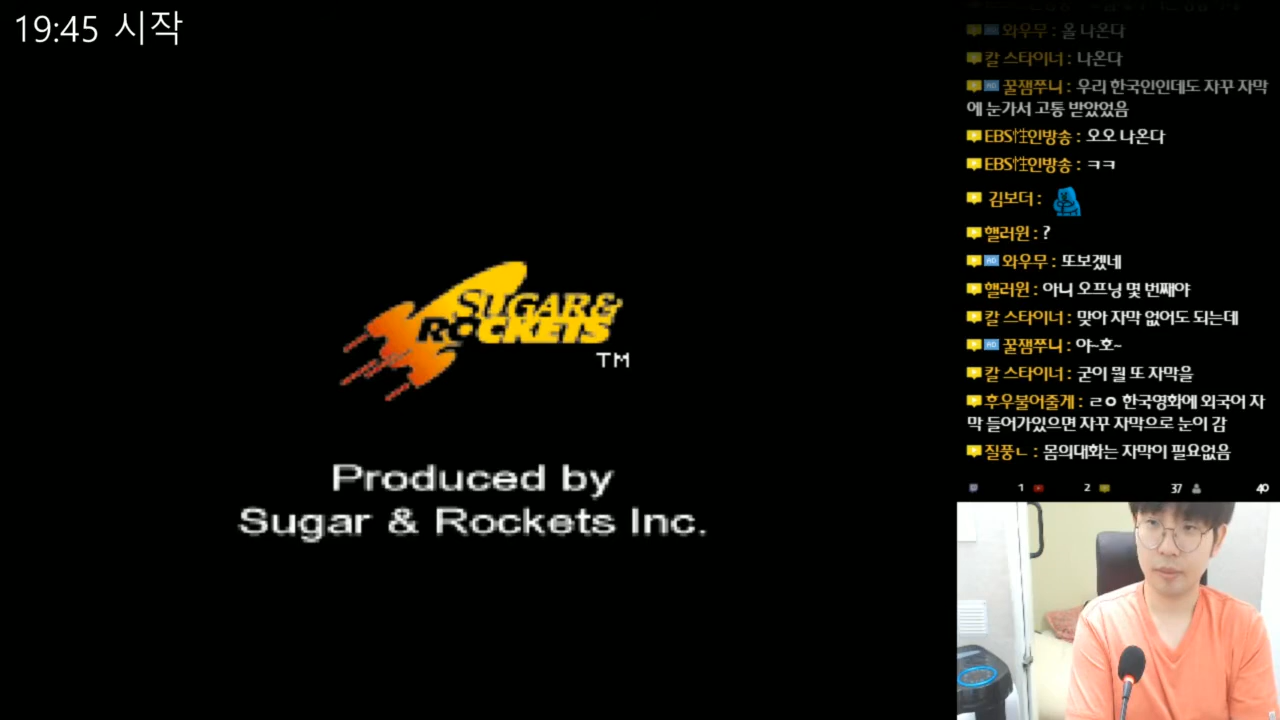 19:45 시작
SUGAR&
ROCKETS
TM
Produced by
Sugar & Rockets Inc.
와우무 : 올 나온다
칼 스타이너 : 나온다
꿀잼쭈니 : 우리 한국인인데도 자꾸 자막
에 눈가서 고통 받았었음
EBS性인방송 : 오오 나온다
EBS性인방송 : ㅋㅋ
김보더 :
핼러윈 : ?
와우무 : 또보겠네
핼러윈 : 아니 오프닝 몇 번째야
칼 스타이너 : 맞아 자막 없어도 되는데
꿀잼쭈니 : 야~호~
칼 스타이너 : 굳이 뭘 또 자막을
후우불어줄게 : ㄹㅇ 한국영화에 외국어 자
막 들어가있으면 자꾸 자막으로 눈이 감
질풍ㄴ : 몸의대화는 자막이 필요없음
1 2 37 40